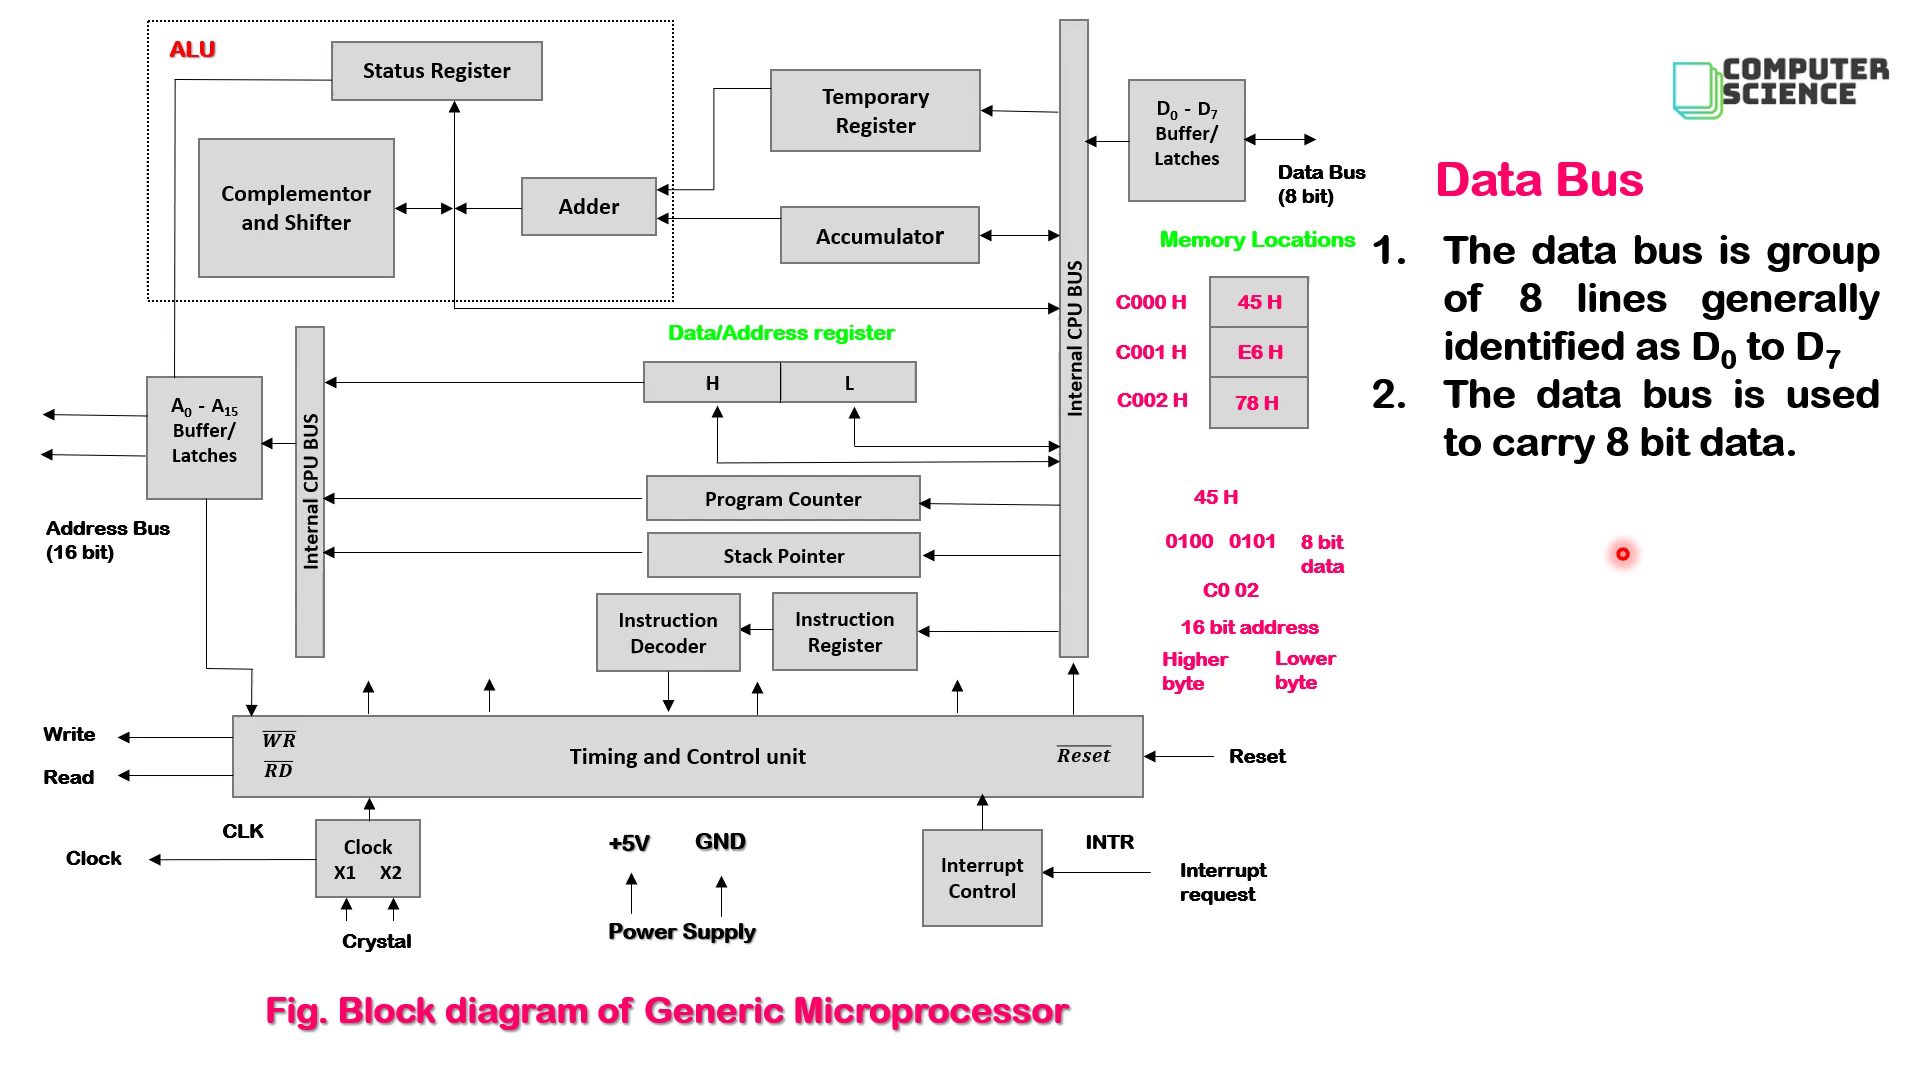 ALU
Status Register
Complementor
and Shifter
Adder
Temporary
Register
Accumulator
Internal CPU BUS
D0 - D7
Buffer/
Latches
Data Bus
(8 bit)
COMPUTER
SCIENCE
Data Bus
1. The data bus is group
of 8 lines generally
identified as D0 to D7
2. The data bus is used
to carry 8 bit data.
Memory Locations
C000 H 45 H
C001 H E6 H
C002 H 78 H
45 H
0100 0101 8 bit
data
C0 02
16 bit address
Higher
byte
Lower
byte
Data/Address register
H L
A0 - A15
Buffer/
Latches
Internal CPU BUS
Address Bus
(16 bit)
Program Counter
Stack Pointer
Instruction
Decoder
Instruction
Register
Write
Read
WR
RD
Timing and Control unit
Reset
Reset
CLK
Clock
Clock
X1 X2
Crystal
+5V GND
Power Supply
Interrupt
Control
INTR
Interrupt
request
Fig. Block diagram of Generic Microprocessor